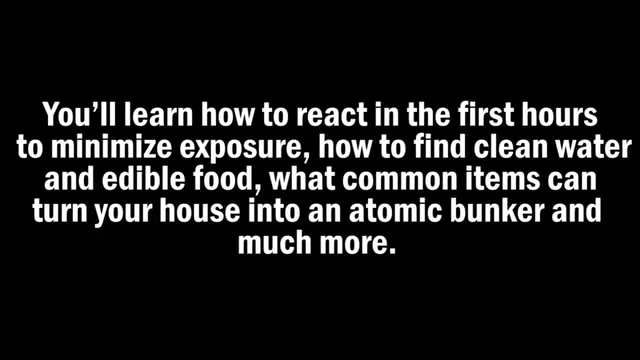 You’ll learn how to react in the first hours
to minimize exposure, how to find clean water
and edible food, what common items can
turn your house into an atomic bunker and
much more.